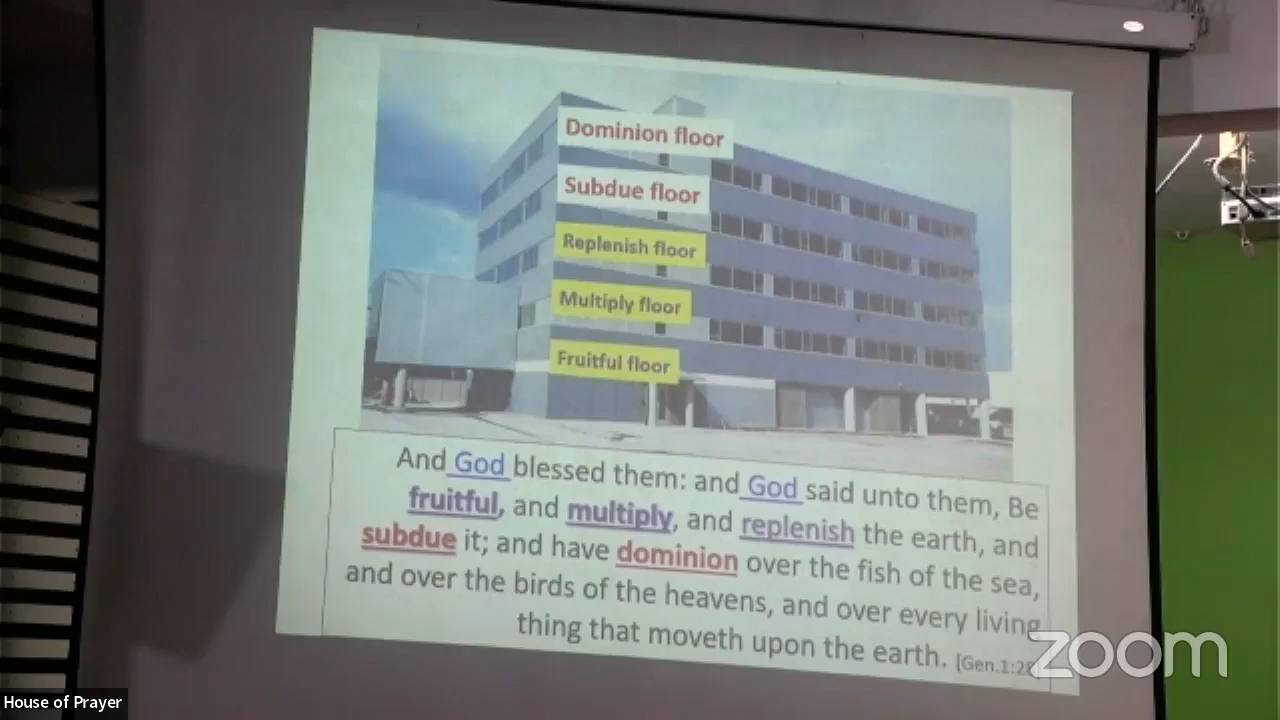 Dominion floor
Subdue floor
Replenish floor
Multiply floor
Fruitful floor
And God blessed them: and God said unto them, Be
fruitful, and multiply, and replenish the earth, and
subdue it; and have dominion over the fish of the sea,
and over the birds of the heavens, and over every living
thing that moveth upon the earth. [Gen.1:28
zoom
House of Prayer